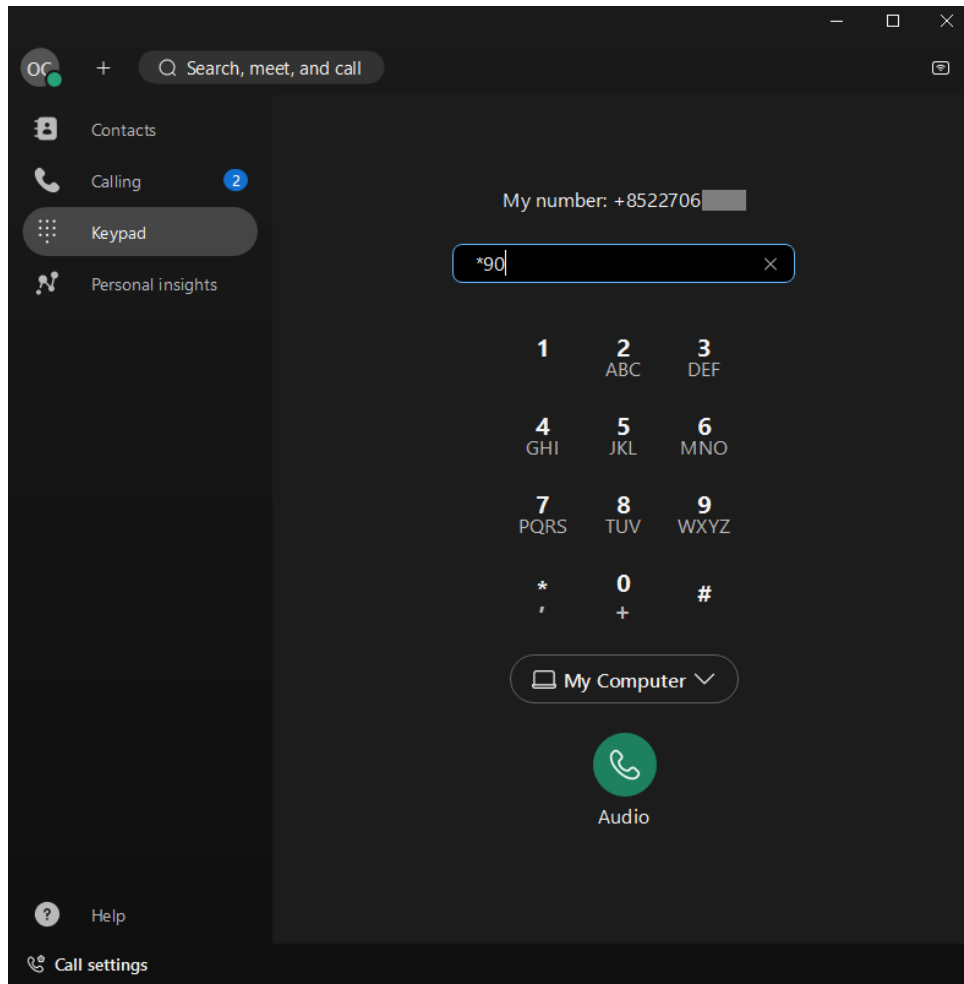 OC + Search, meet, and call
Contacts
Calling 2
Keypad
Personal insights
My number: +8522706
*90
1 2 3
ABC DEF
4 5 6
GHI JKL MNO
7 8 9
PQRS TUV WXYZ
* 0 #
, +
My Computer
Audio
? Help
Call settings